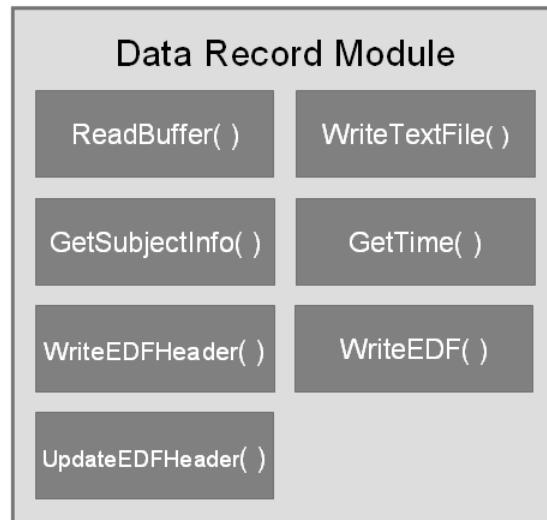 Data Record Module
ReadBuffer( )
WriteTextFile( )
GetSubjectInfo( )
GetTime( )
WriteEDFHeader( )
WriteEDF( )
UpdateEDFHeader( )